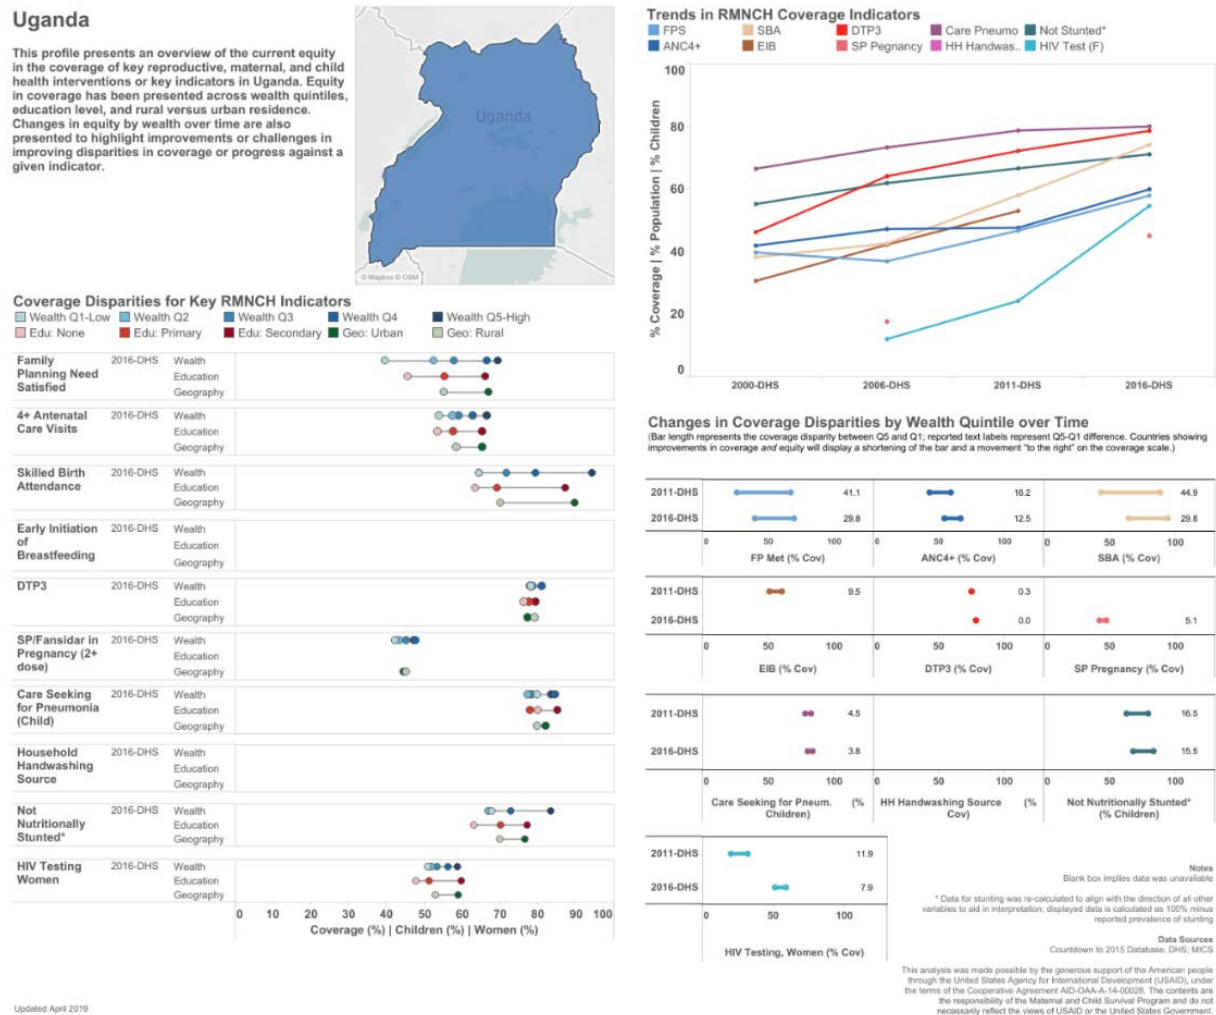 Uganda
This profile presents an overview of the current equity
in the coverage of key reproductive, maternal, and child
health interventions or key indicators in Uganda. Equity
in coverage has been presented across wealth quintiles,
education level, and rural versus urban residence.
Changes in equity by wealth over time are also
presented to highlight improvements or challenges in
improving disparities in coverage or progress against a
given indicator.
Uganda
© Mapbox © OSM
Coverage Disparities for Key RMNCH Indicators
Wealth Q1-Low Wealth Q2 Wealth Q3 Wealth Q4 Wealth Q5-High
Edu: None Edu: Primary Edu: Secondary Geo: Urban Geo: Rural
Family 2016-DHS Wealth
Planning Need Education
Satisfied Geography
4+ Antenatal 2016-DHS Wealth
Care Visits Education
Geography
Skilled Birth 2016-DHS Wealth
Attendance Education
Geography
Early Initiation 2016-DHS Wealth
of Education
Breastfeeding Geography
DTP3 2016-DHS Wealth
Education
Geography
SP/Fansidar in 2016-DHS Wealth
Pregnancy (2+ Education
dose) Geography
Care Seeking 2016-DHS Wealth
for Pneumonia Education
(Child) Geography
Household 2016-DHS Wealth
Handwashing Education
Source Geography
Not 2016-DHS Wealth
Nutritionally Education
Stunted* Geography
HIV Testing 2016-DHS Wealth
Women Education
Geography
0 10 20 30 40 50 60 70 80 90 100
Coverage (%) | Children (%) | Women (%)
Updated April 2019
Trends in RMNCH Coverage Indicators
FPS SBA DTP3 Care Pneumo Not Stunted*
ANC4+ EIB SP Pegnancy HH Handwas.. HIV Test (F)
100
80
60
40
20
0
% Coverage | % Population | % Children
2000-DHS 2006-DHS 2011-DHS 2016-DHS
Changes in Coverage Disparities by Wealth Quintile over Time
(Bar length represents the coverage disparity between Q5 and Q1; reported text labels represent Q5-Q1 difference. Countries showing
improvements in coverage and equity will display a shortening of the bar and a movement "to the right" on the coverage scale.)
2011-DHS 41.1 16.2 44.9
2016-DHS 29.8 12.5 29.8
0 50 100 0 50 100 0 50 100
FP Met (% Cov) ANC4+ (% Cov) SBA (% Cov)
2011-DHS 9.5 0.3
2016-DHS 0.0 5.1
0 50 100 0 50 100 0 50 100
EIB (% Cov) DTP3 (% Cov) SP Pregnancy (% Cov)
2011-DHS 4.5 16.5
2016-DHS 3.8 15.5
0 50 100 0 50 100 0 50 100
Care Seeking for Pneum. (% HH Handwashing Source (% Not Nutritionally Stunted*
Children) Cov) (% Children)
2011-DHS 11.9
2016-DHS 7.9
0 50 100
HIV Testing, Women (% Cov)
Notes
Blank box implies data was unavailable
* Data for stunting was re-calculated to align with the direction of all other
variables to aid in interpretation; displayed data is calculated as 100% minus
reported prevalence of stunting
Data Sources
Countdown to 2015 Database; DHS; MICS
This analysis was made possible by the generous support of the American people
through the United States Agency for International Development (USAID), under
the terms of the Cooperative Agreement AID-OAA-A-14-00028. The contents are
the responsibility of the Maternal and Child Survival Program and do not
necessarily reflect the views of USAID or the United States Government.